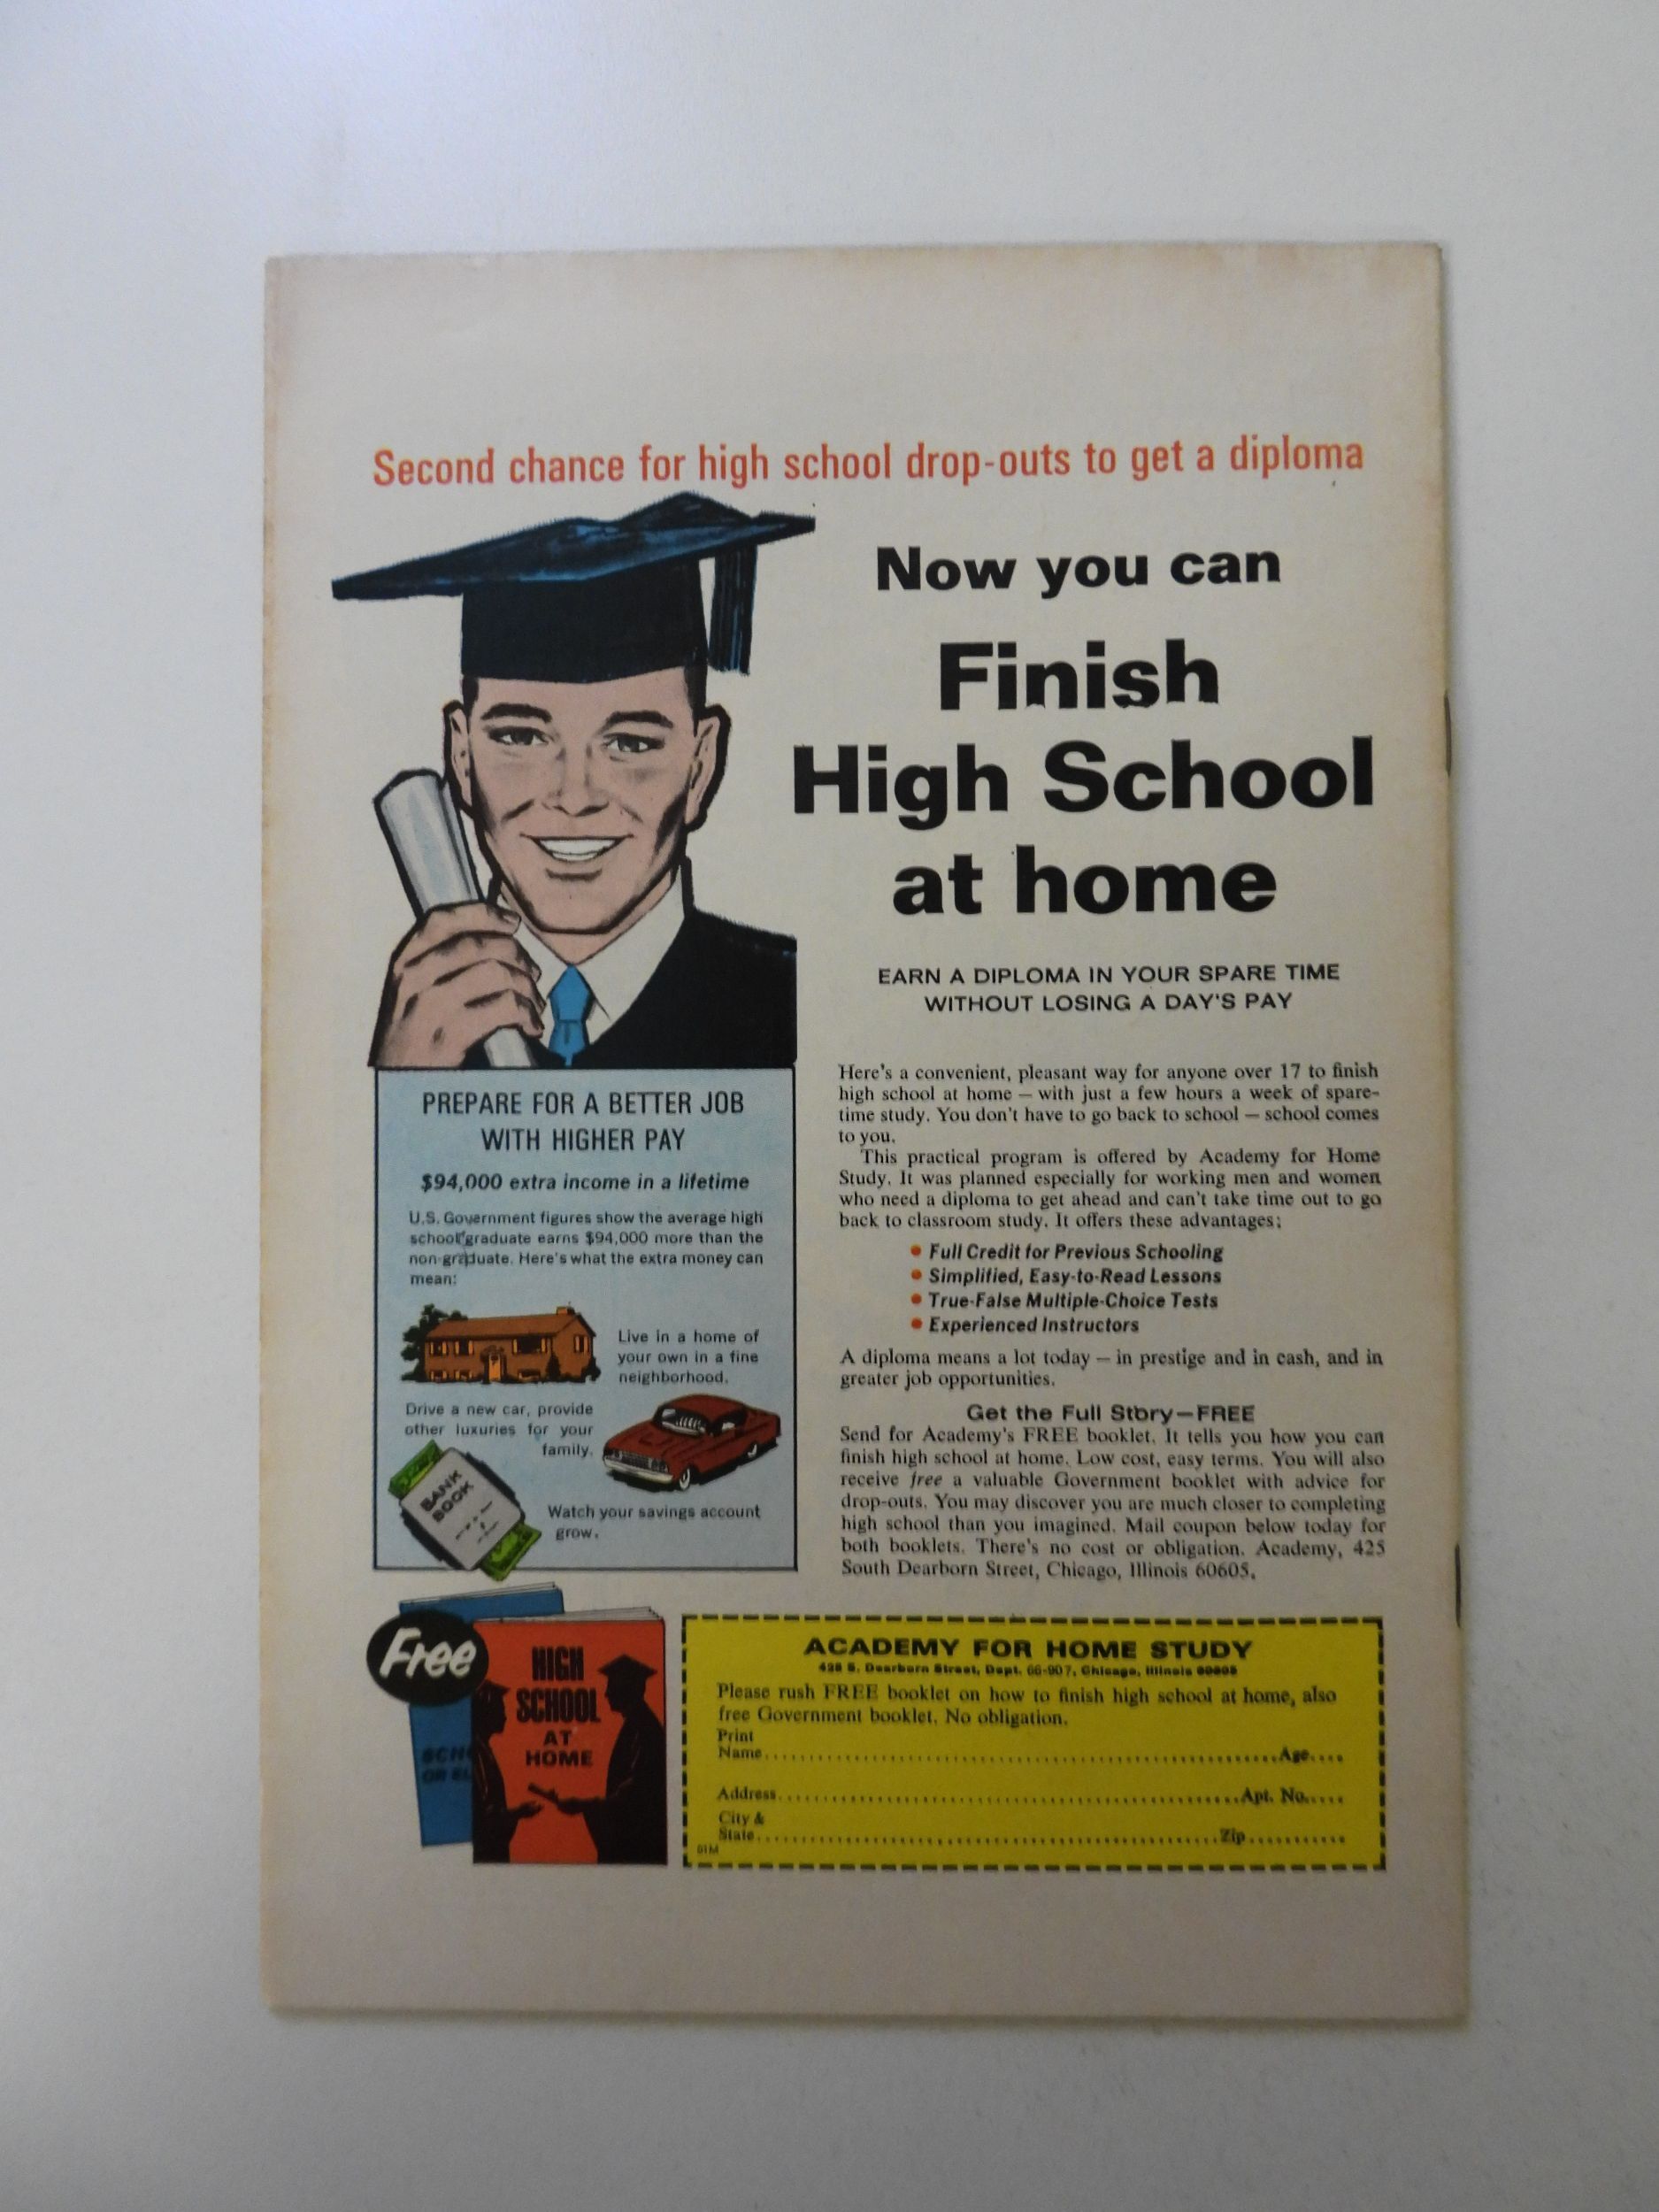 Second chance for high school drop-outs to get a diploma
Now you can
Finish
High School
at home
EARN A DIPLOMA IN YOUR SPARE TIME
WITHOUT LOSING A DAY'S PAY
PREPARE FOR A BETTER JOB
WITH HIGHER PAY
$94,000 extra income in a lifetime
U.S. Government figures show the average high
school graduate earns $94,000 more than the
non-graduate. Here's what the extra money can
mean:
Live in a home of
your own in a fine
neighborhood.
Drive a new car, provide
other luxuries for your
family.
BANK
BOOK
Watch your savings account
grow.
Here's a convenient, pleasant way for anyone over 17 to finish
high school at home — with just a few hours a week of spare-
time study. You don't have to go back to school — school comes
to you.
This practical program is offered by Academy for Home
Study. It was planned especially for working men and women
who need a diploma to get ahead and can't take time out to go
back to classroom study. It offers these advantages:
• Full Credit for Previous Schooling
• Simplified, Easy-to-Read Lessons
• True-False Multiple-Choice Tests
• Experienced Instructors
A diploma means a lot today — in prestige and in cash, and in
greater job opportunities.
Get the Full Story—FREE
Send for Academy's FREE booklet. It tells you how you can
finish high school at home. Low cost, easy terms. You will also
receive free a valuable Government booklet with advice for
drop-outs. You may discover you are much closer to completing
high school than you imagined. Mail coupon below today for
both booklets. There's no cost or obligation. Academy, 425
South Dearborn Street, Chicago, Illinois 60605.
Free
HIGH
SCHOOL
AT
HOME
SCH
OR EL
ACADEMY FOR HOME STUDY
425 S. Dearborn Street, Dept. 66-907, Chicago, Illinois 60605
Please rush FREE booklet on how to finish high school at home, also
free Government booklet. No obligation.
Print
Name Age
Address Apt. No.
City &
State Zip